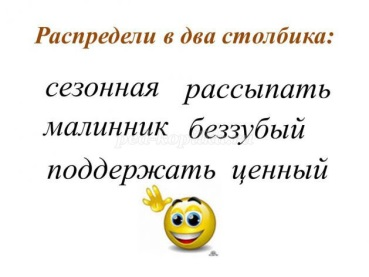 Распредели в два столбика:
сезонная рассыпать
малинник беззубый
поддержать ценный